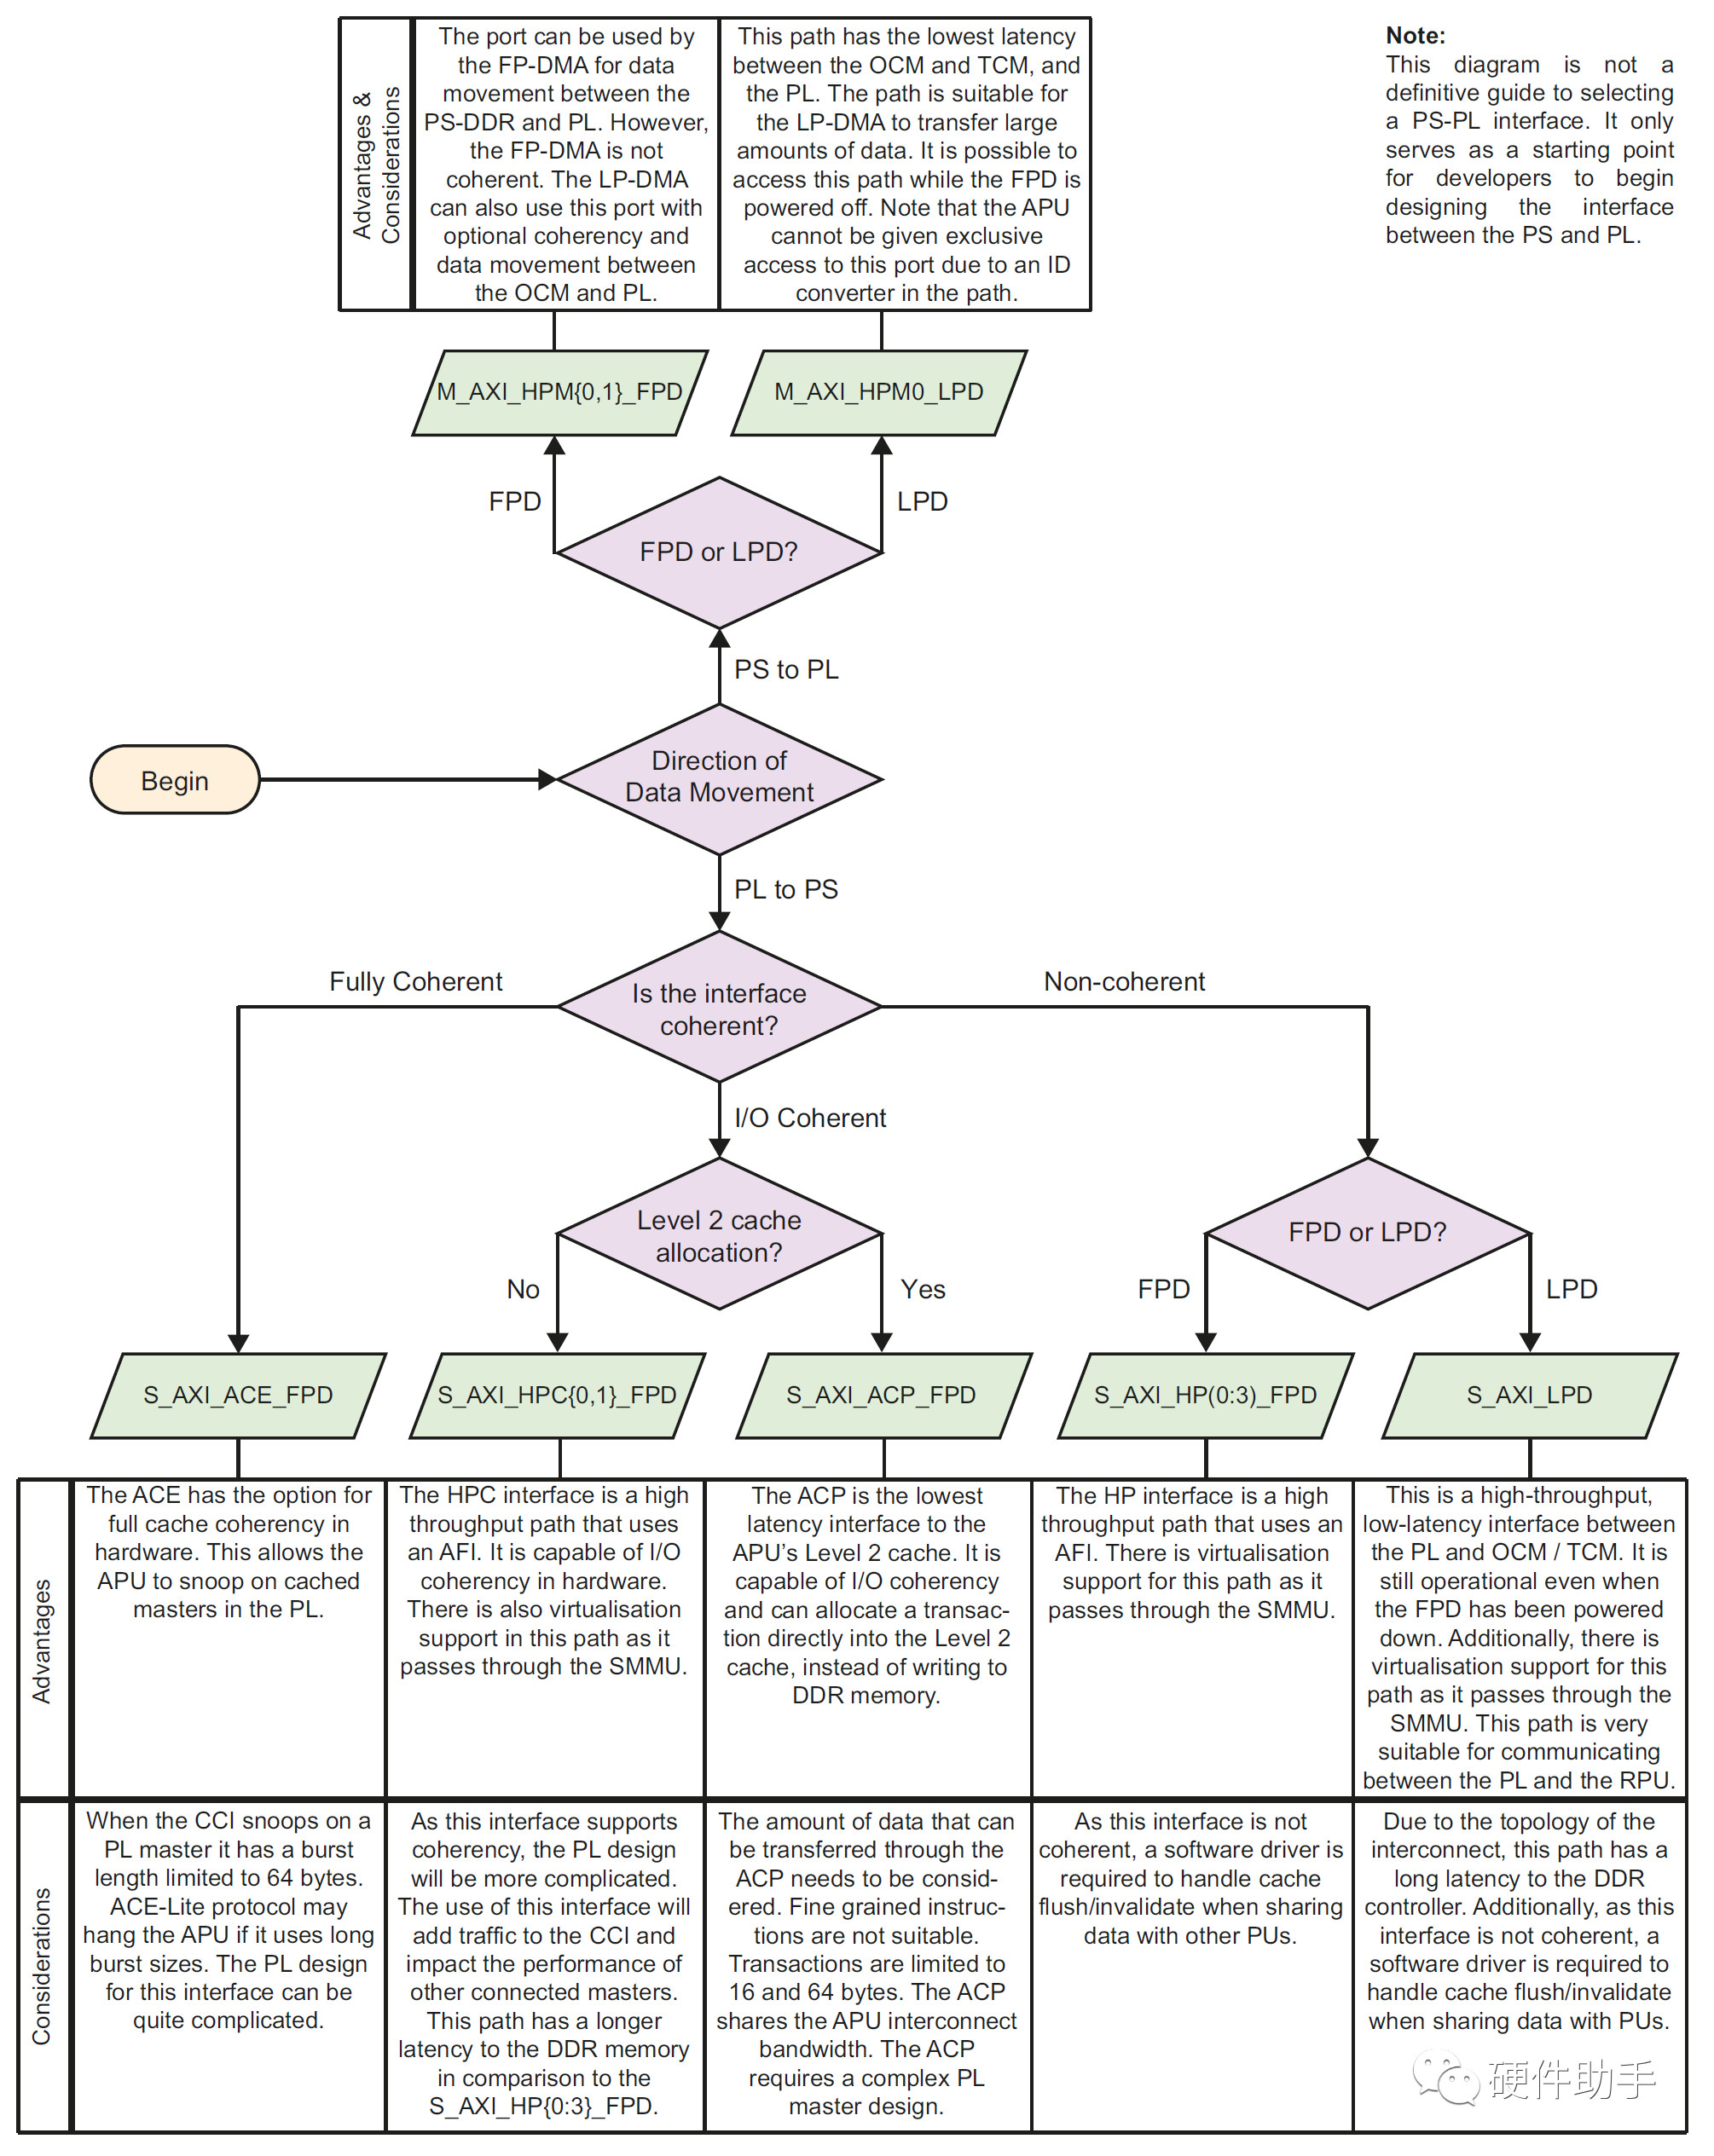 Advantages &
Considerations
The port can be used by
the FP-DMA for data
movement between the
PS-DDR and PL. However,
the FP-DMA is not
coherent. The LP-DMA
can also use this port with
optional coherency and
data movement between
the OCM and PL.
This path has the lowest latency
between the OCM and TCM, and
the PL. The path is suitable for
the LP-DMA to transfer large
amounts of data. It is possible to
access this path while the FPD is
powered off. Note that the APU
cannot be given exclusive
access to this port due to an ID
converter in the path.
Note:
This diagram is not a
definitive guide to selecting
a PS-PL interface. It only
serves as a starting point
for developers to begin
designing the interface
between the PS and PL.
M_AXI_HPM{0,1}_FPD
M_AXI_HPM0_LPD
FPD
LPD
FPD or LPD?
PS to PL
Begin
Direction of
Data Movement
PL to PS
Fully Coherent
Is the interface
coherent?
Non-coherent
I/O Coherent
Level 2 cache
allocation?
FPD or LPD?
No
Yes
FPD
LPD
S_AXI_ACE_FPD
S_AXI_HPC{0,1}_FPD
S_AXI_ACP_FPD
S_AXI_HP(0:3)_FPD
S_AXI_LPD
Advantages
The ACE has the option for
full cache coherency in
hardware. This allows the
APU to snoop on cached
masters in the PL.
The HPC interface is a high
throughput path that uses
an AFI. It is capable of I/O
coherency in hardware.
There is also virtualisation
support in this path as it
passes through the SMMU.
The ACP is the lowest
latency interface to the
APU’s Level 2 cache. It is
capable of I/O coherency
and can allocate a transac-
tion directly into the Level 2
cache, instead of writing to
DDR memory.
The HP interface is a high
throughput path that uses an
AFI. There is virtualisation
support for this path as it
passes through the SMMU.
This is a high-throughput,
low-latency interface between
the PL and OCM / TCM. It is
still operational even when
the FPD has been powered
down. Additionally, there is
virtualisation support for this
path as it passes through the
SMMU. This path is very
suitable for communicating
between the PL and the RPU.
Considerations
When the CCI snoops on a
PL master it has a burst
length limited to 64 bytes.
ACE-Lite protocol may
hang the APU if it uses long
burst sizes. The PL design
for this interface can be
quite complicated.
As this interface supports
coherency, the PL design
will be more complicated.
The use of this interface will
add traffic to the CCI and
impact the performance of
other connected masters.
This path has a longer
latency to the DDR memory
in comparison to the
S_AXI_HP{0:3}_FPD.
The amount of data that can
be transferred through the
ACP needs to be consid-
ered. Fine grained instruc-
tions are not suitable.
Transactions are limited to
16 and 64 bytes. The ACP
shares the APU interconnect
bandwidth. The ACP
requires a complex PL
master design.
As this interface is not
coherent, a software driver is
required to handle cache
flush/invalidate when sharing
data with other PUs.
Due to the topology of the
interconnect, this path has a
long latency to the DDR
controller. Additionally, as this
interface is not coherent, a
software driver is required to
handle cache flush/invalidate
when sharing data with PUs.
硬件助手